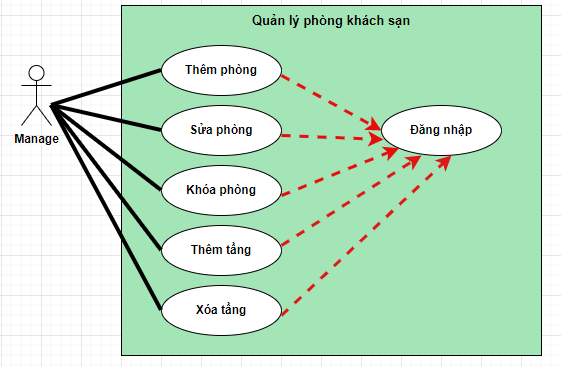 Quản lý phòng khách sạn
Thêm phòng
Sửa phòng
Đăng nhập
Manage
Khóa phòng
Thêm tầng
Xóa tầng